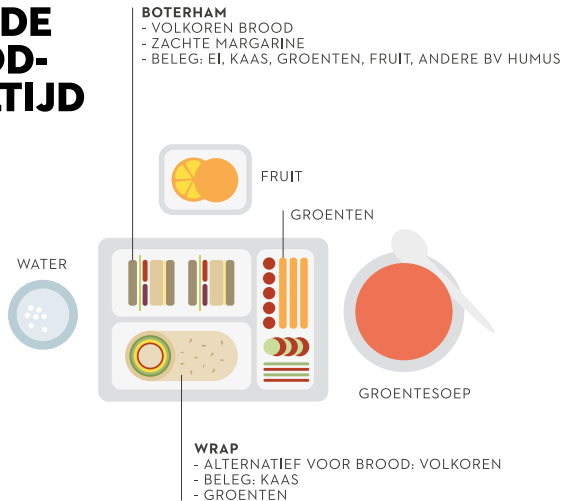 DE
OD-
LTIJD
BOTERHAM
- VOLKOREN BROOD
- ZACHTE MARGARINE
- BELEG: EI, KAAS, GROENTEN, FRUIT, ANDERE BV HUMUS
FRUIT
GROENTEN
WATER
GROENTESOEP
WRAP
- ALTERNATIEF VOOR BROOD: VOLKOREN
- BELEG: KAAS
- GROENTEN